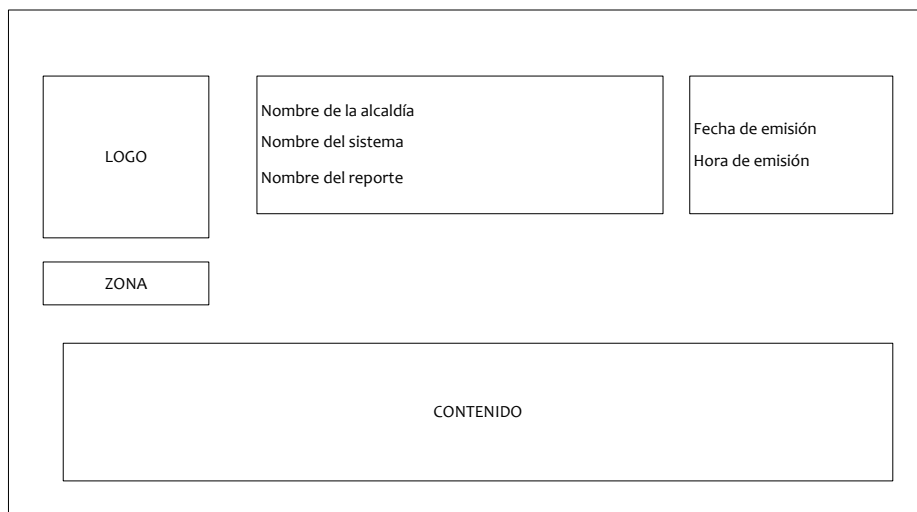 LOGO
Nombre de la alcaldía
Nombre del sistema
Nombre del reporte
Fecha de emisión
Hora de emisión
ZONA
CONTENIDO